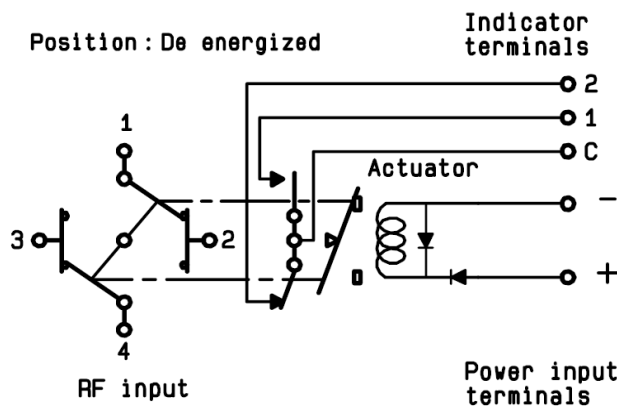 Position : De energized
Indicator
terminals
2
1
C
1
Actuator
-
3
2
+
4
RF input
Power input
terminals